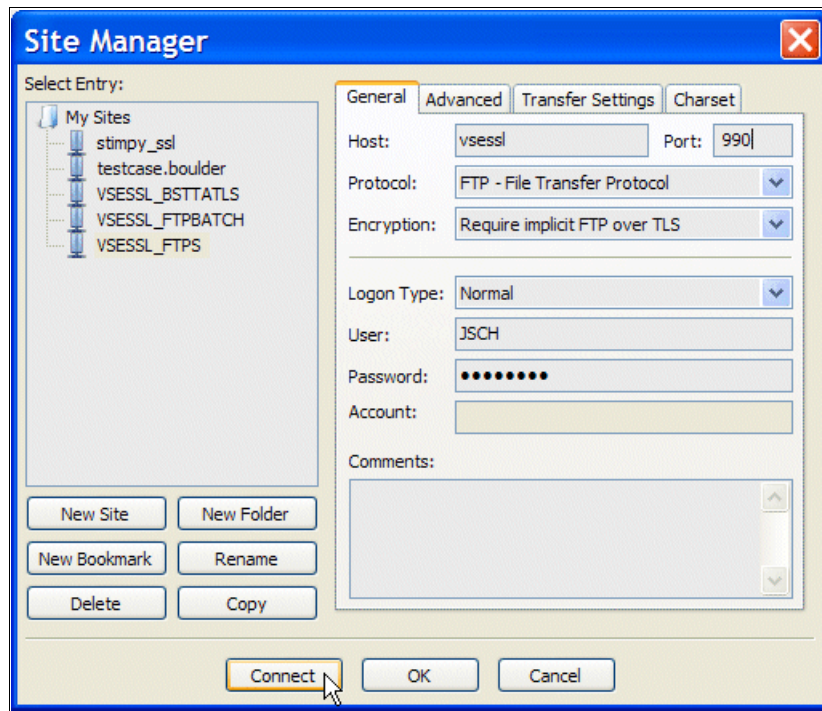 Site Manager
Select Entry:
My Sites
stimpy_ssl
testcase.boulder
VSESSL_BSTTATLS
VSESSL_FTPBATCH
VSESSL_FTPS
New Site New Folder
New Bookmark Rename
Delete Copy
General Advanced Transfer Settings Charset
Host: vsessl Port: 990
Protocol: FTP - File Transfer Protocol
Encryption: Require implicit FTP over TLS
Logon Type: Normal
User: JSCH
Password: ••••••••
Account:
Comments:
Connect OK Cancel